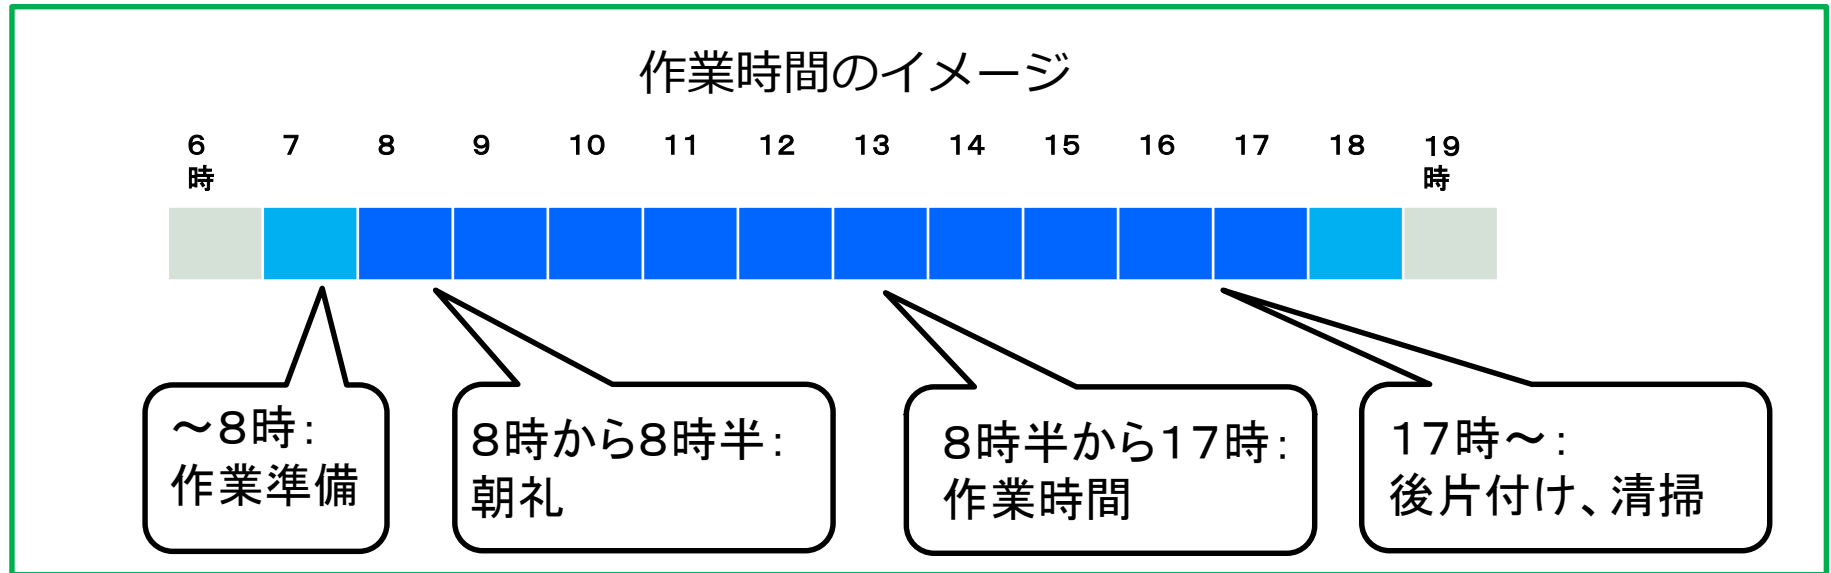 作業時間のイメージ
6 7 8 9 10 11 12 13 14 15 16 17 18 19
時 時
～8時：
作業準備
8時から8時半：
朝礼
8時半から17時：
作業時間
17時～：
後片付け、清掃